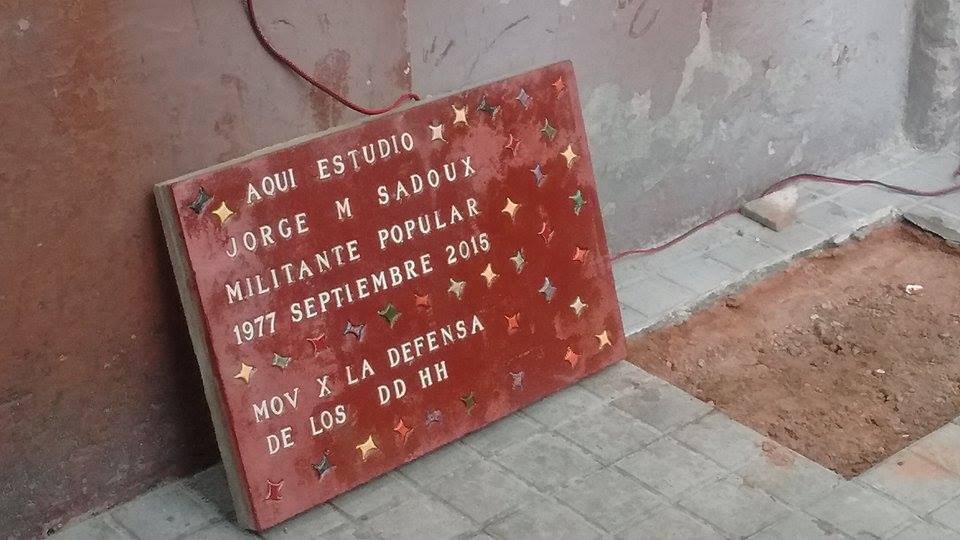 AQUI ESTUDIO
JORGE M SADOUX
MILITANTE POPULAR
1977 SEPTIEMBRE 2015
MOV X LA DEFENSA
DE LOS DD HH